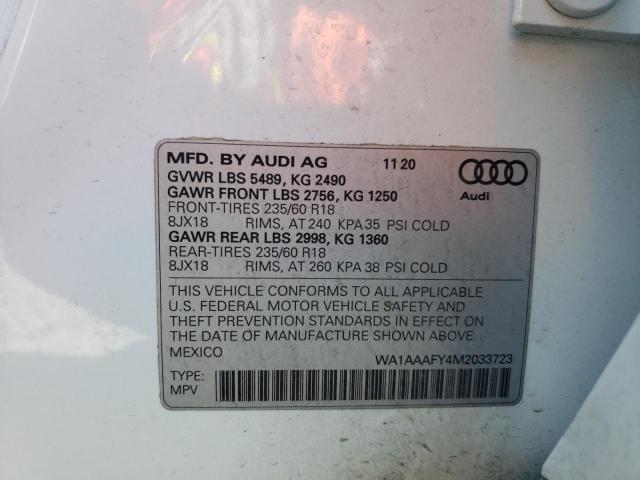 MFD. BY AUDI AG 11 20
GVWR LBS 5489, KG 2490
GAWR FRONT LBS 2756, KG 1250
FRONT-TIRES 235/60 R18
8JX18 RIMS, AT 240 KPA 35 PSI COLD
GAWR REAR LBS 2998, KG 1360
REAR-TIRES 235/60 R18
8JX18 RIMS, AT 260 KPA 38 PSI COLD
Audi
THIS VEHICLE CONFORMS TO ALL APPLICABLE
U.S. FEDERAL MOTOR VEHICLE SAFETY AND
THEFT PREVENTION STANDARDS IN EFFECT ON
THE DATE OF MANUFACTURE SHOWN ABOVE.
MEXICO WA1AAAFY4M2033723
TYPE:
MPV